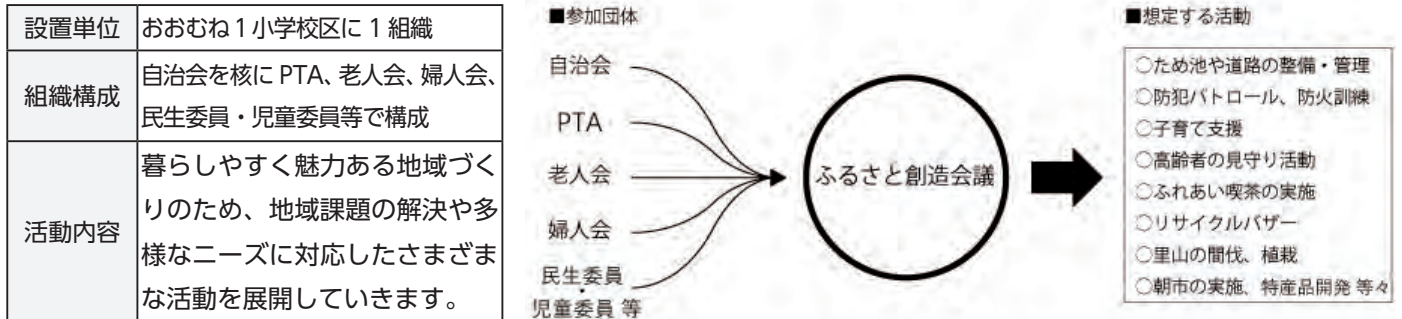 設置単位
おおむね1小学校区に1組織
組織構成
自治会を核にPTA、老人会、婦人会、
民生委員・児童委員等で構成
活動内容
暮らしやすく魅力ある地域づく
りのため、地域課題の解決や多
様なニーズに対応したさまざま
な活動を展開していきます。
■参加団体
自治会
PTA
老人会
婦人会
民生委員
・
児童委員 等
ふるさと創造会議
■想定する活動
○ため池や道路の整備・管理
○防犯パトロール、防火訓練
○子育て支援
○高齢者の見守り活動
○ふれあい喫茶の実施
○リサイクルバザー
○里山の間伐、植栽
○朝市の実施、特産品開発 等々